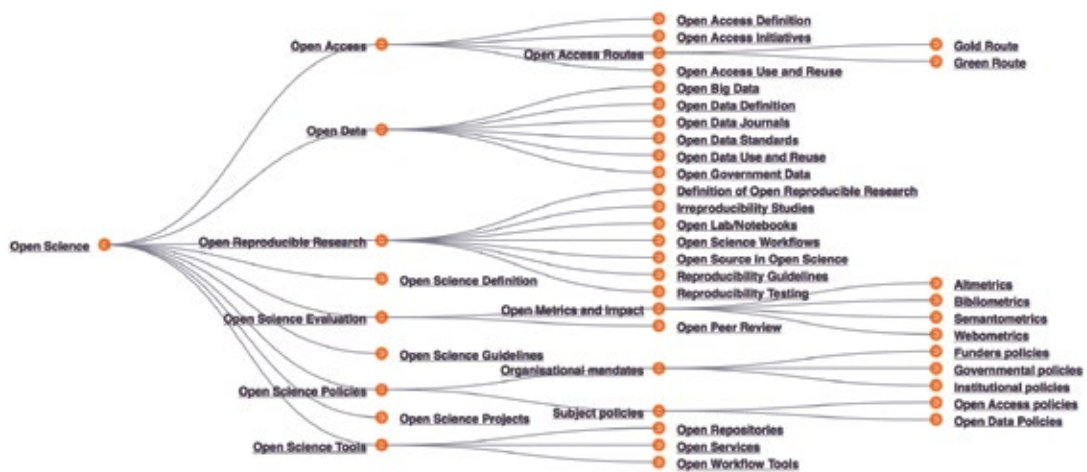 Open Science
Open Access
Open Access Definition
Open Access Initiatives
Open Access Routes
Gold Route
Green Route
Open Access Use and Reuse
Open Data
Open Big Data
Open Data Definition
Open Data Journals
Open Data Standards
Open Data Use and Reuse
Open Government Data
Open Reproducible Research
Definition of Open Reproducible Research
Irreproducibility Studies
Open Lab/Notebooks
Open Science Workflows
Open Source in Open Science
Reproducibility Guidelines
Reproducibility Testing
Open Science Definition
Open Science Evaluation
Open Metrics and Impact
Altmetrics
Bibliometrics
Semantometrics
Webometrics
Open Peer Review
Open Science Guidelines
Open Science Policies
Organisational mandates
Funders policies
Governmental policies
Institutional policies
Subject policies
Open Access policies
Open Data Policies
Open Science Projects
Open Science Tools
Open Repositories
Open Services
Open Workflow Tools